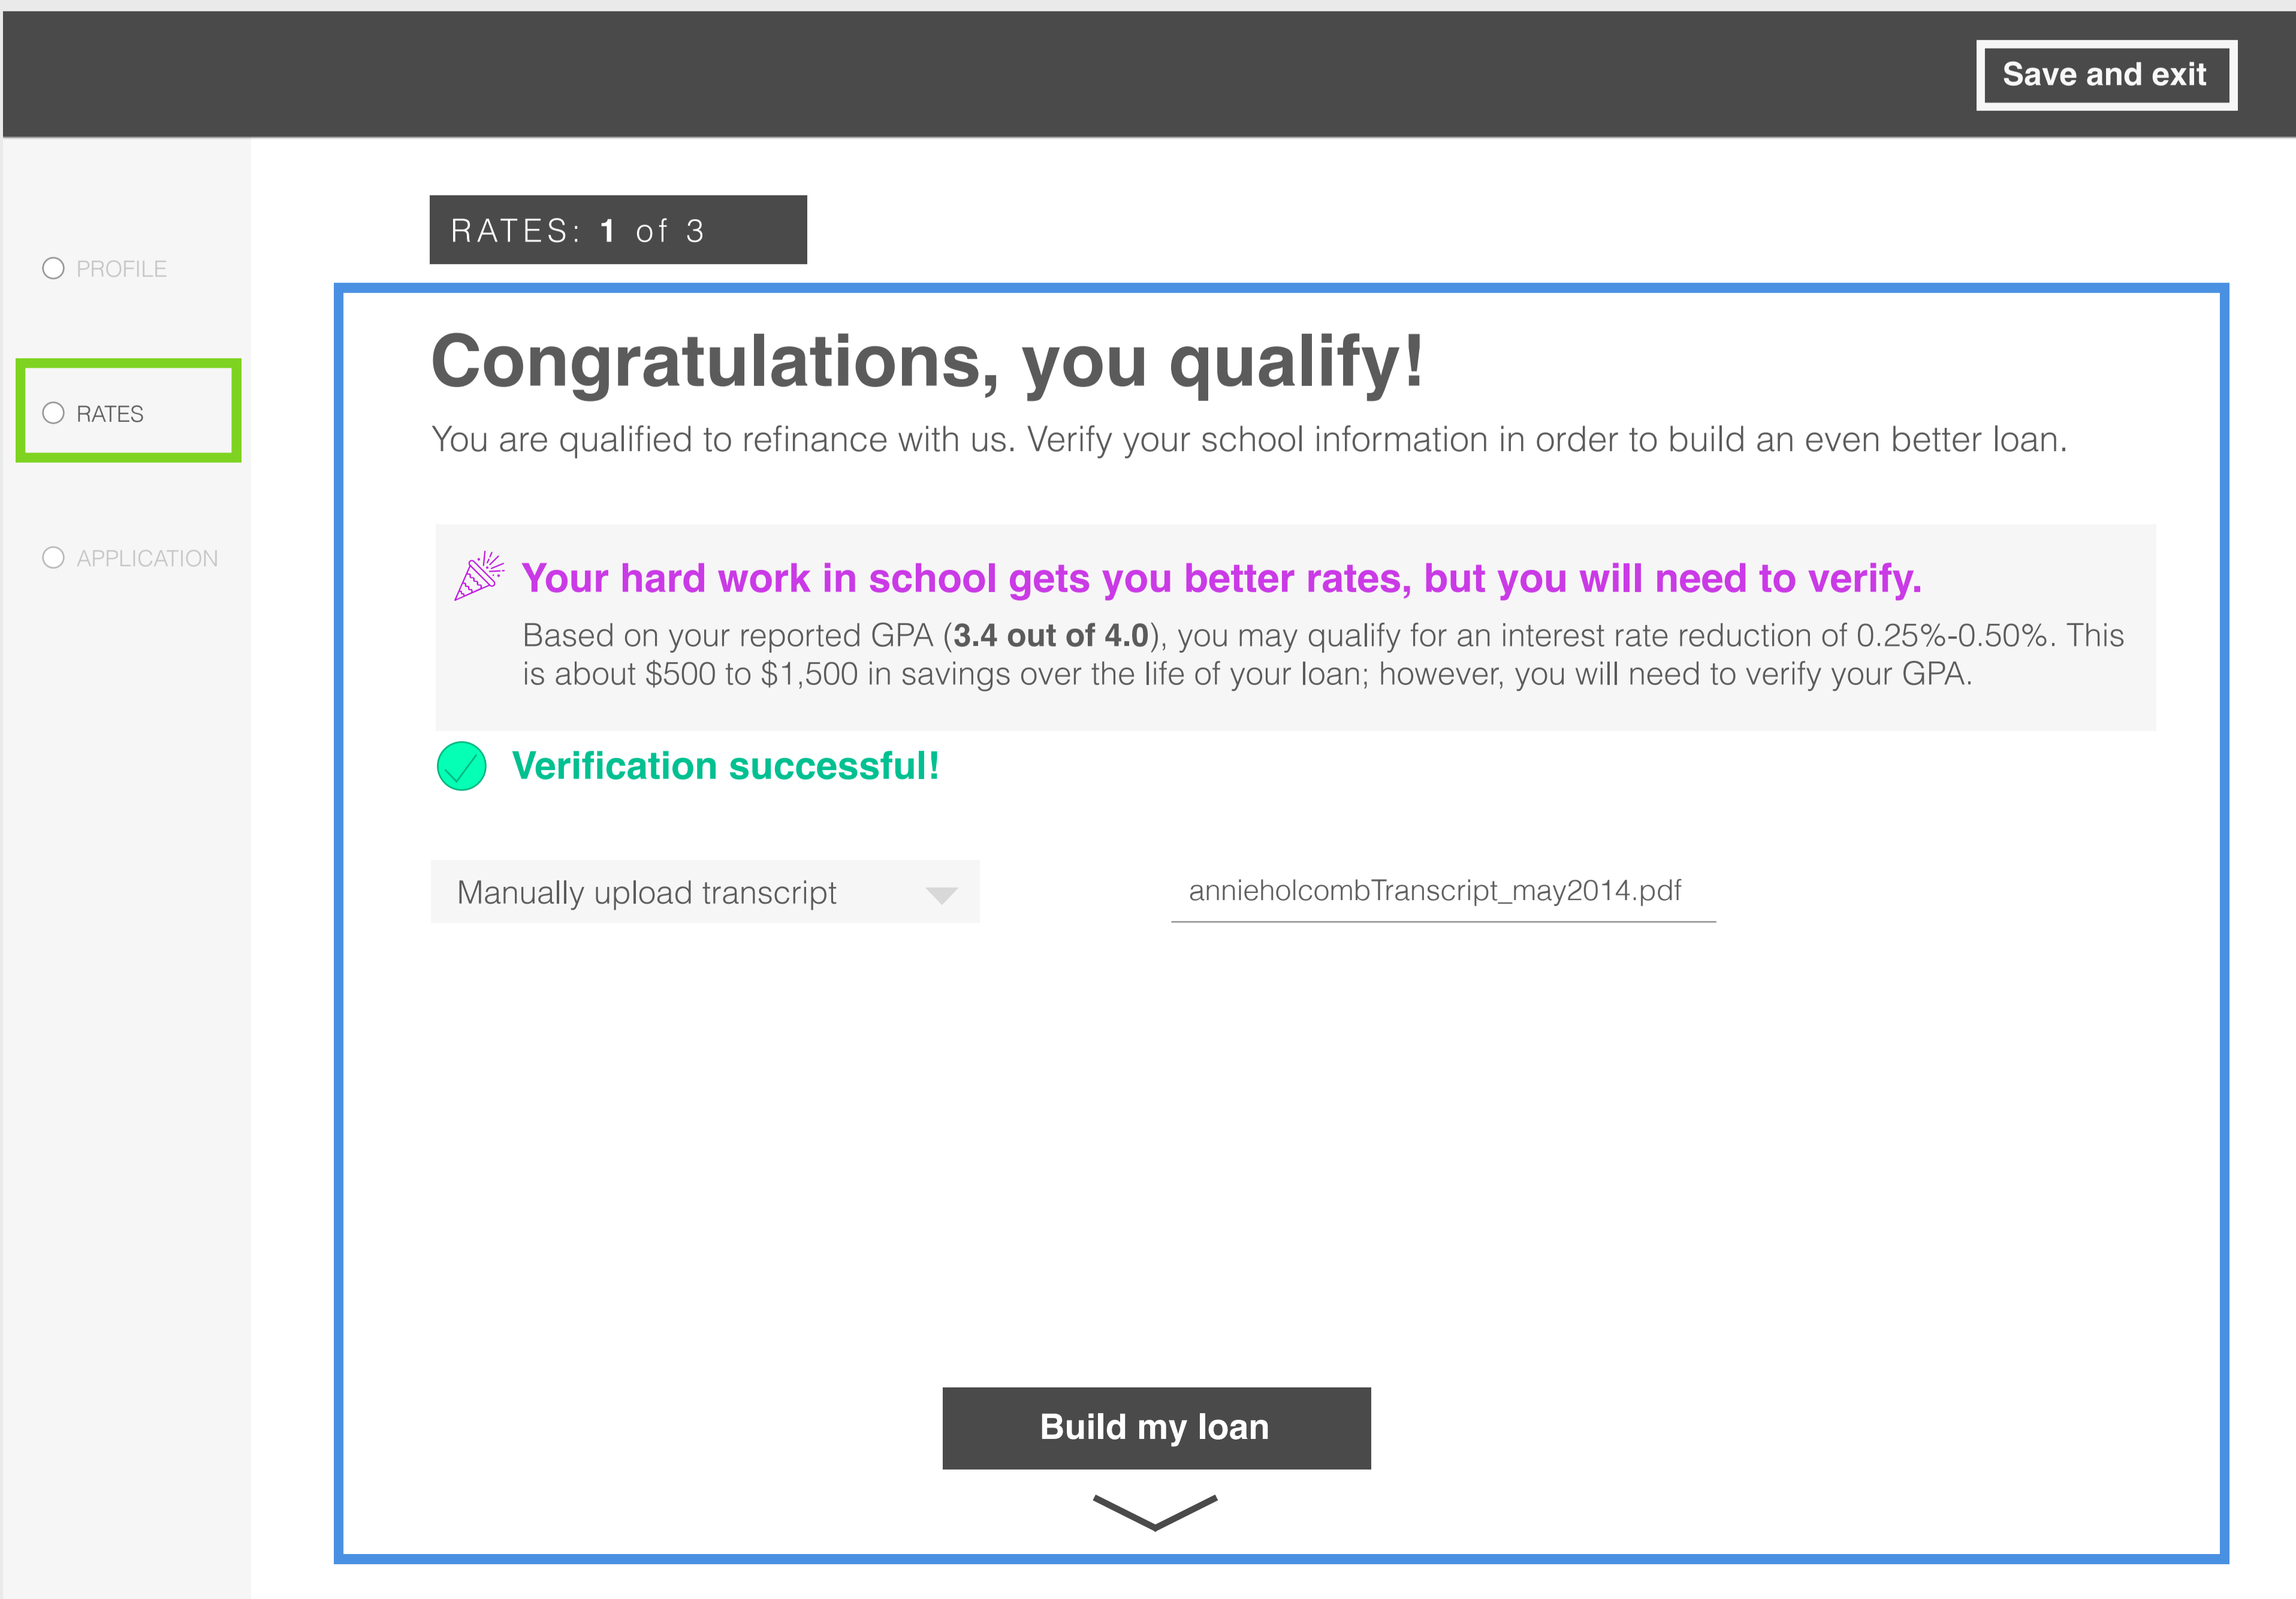 Save and exit
PROFILE
RATES
APPLICATION
RATES: 1 of 3
Congratulations, you qualify!
You are qualified to refinance with us. Verify your school information in order to build an even better loan.
Your hard work in school gets you better rates, but you will need to verify.
Based on your reported GPA (3.4 out of 4.0), you may qualify for an interest rate reduction of 0.25%-0.50%. This
is about $500 to $1,500 in savings over the life of your loan; however, you will need to verify your GPA.
Verification successful!
Manually upload transcript
annieholcombTranscript_may2014.pdf
Build my loan